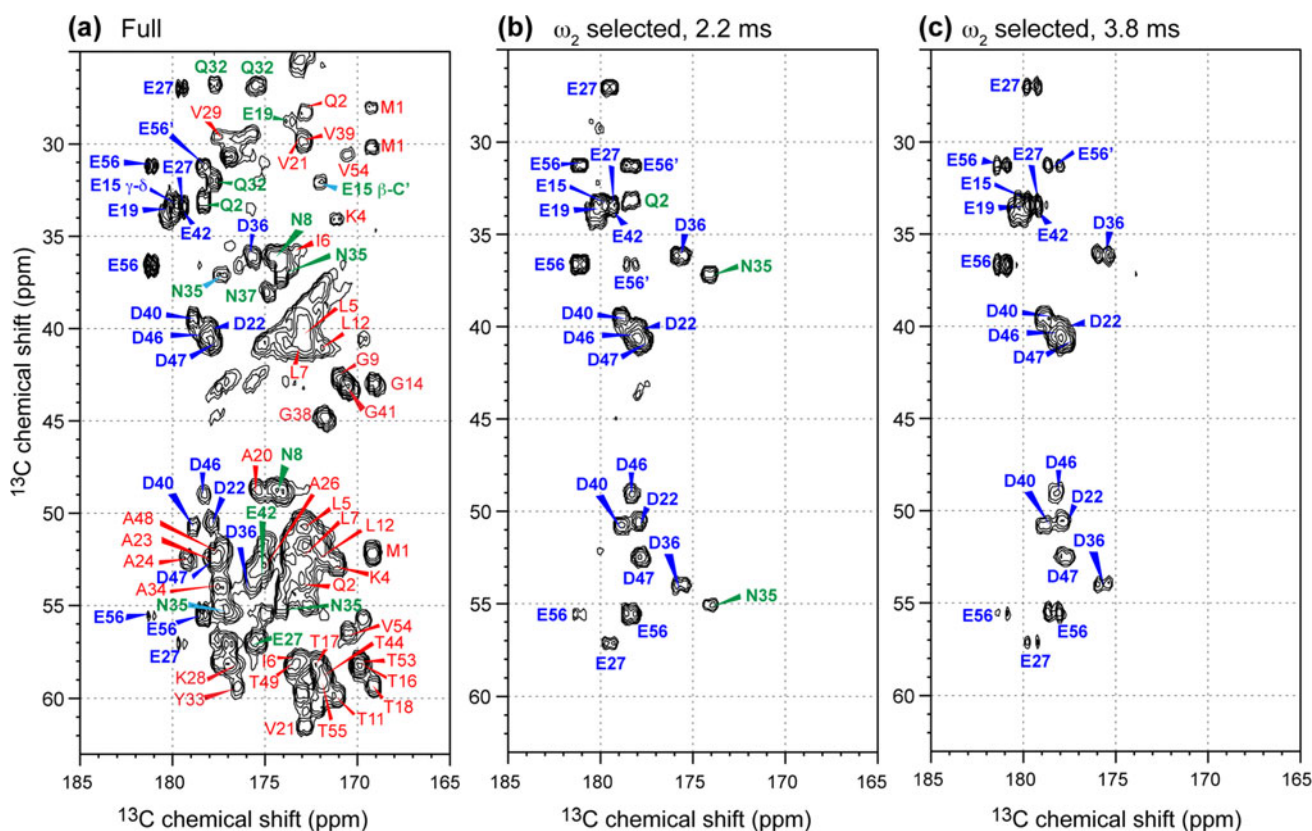 (a) Full
(b) ω2 selected, 2.2 ms
(c) ω2 selected, 3.8 ms
13C chemical shift (ppm)
30
35
40
45
50
55
60
185
180
175
170
165
13C chemical shift (ppm)
Q32
Q32
E27
Q2
M1
V29
E19
E56'
V39
V21
M1
E56
E27
V54
E15 γ-δ
Q32
E15 β-C'
E19
Q2
E42
D36
N8
K4
I6
E56
N35
N35
N37
D40
D46
D22
D47
L5
L12
L7
G9
G14
G38
G41
D46
A20
N8
D40
D22
E42
A26
A48
L5
D36
L7
L12
A23
M1
A24
D47
K4
A34
Q2
N35
N35
E56
E56
V54
E27
E27
T17
T44
I6
T53
K28
T49
T16
Y33
T18
V21
T55
T11
13C chemical shift (ppm)
30
35
40
45
50
55
60
185
180
175
170
165
13C chemical shift (ppm)
E27
E56
E27
E56'
E15
Q2
E19
E42
D36
E56
E56'
N35
D40
D46
D22
D47
D46
D40
D22
D36
D47
N35
E56
E56
E27
13C chemical shift (ppm)
30
35
40
45
50
55
60
185
180
175
170
165
13C chemical shift (ppm)
E27
E56
E27
E56'
E15
E19
E42
D36
E56
D40
D46
D22
D47
D46
D40
D22
D36
D47
E56
E56
E27